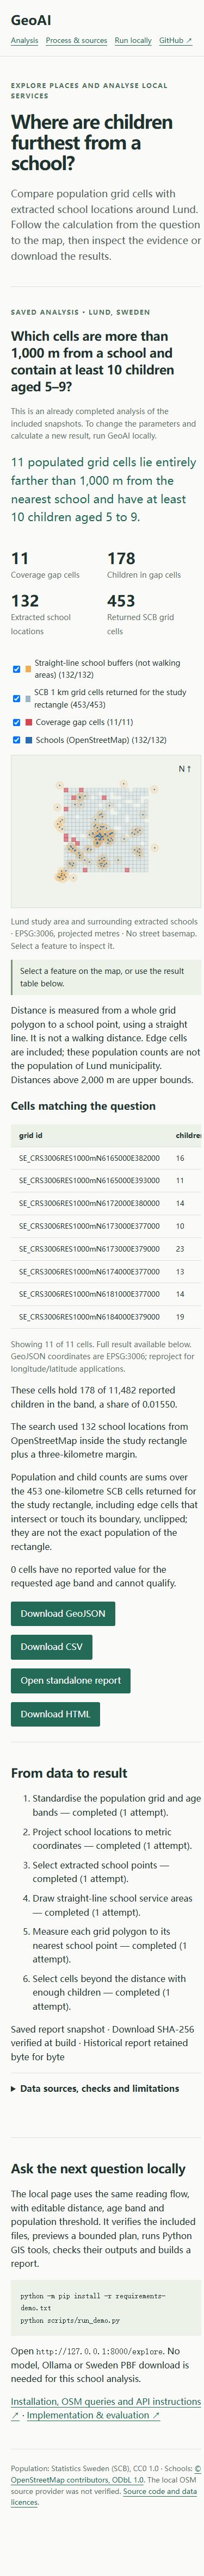 GeoAI
Analysis Process & sources Run locally GitHub ↗
EXPLORE PLACES AND ANALYSE LOCAL
SERVICES
Where are children
furthest from a
school?
Compare population grid cells with
extracted school locations around Lund.
Follow the calculation from the question
to the map, then inspect the evidence or
download the results.
SAVED ANALYSIS • LUND, SWEDEN
Which cells are more than
1,000 m from a school and
contain at least 10 children
aged 5–9?
This is an already completed analysis of the
included snapshots. To change the parameters and
calculate a new result, run GeoAI locally.
11 populated grid cells lie entirely
farther than 1,000 m from the
nearest school and have at least
10 children aged 5 to 9.
11 178
Coverage gap cells Children in gap cells
132 453
Extracted school Returned SCB grid
locations cells
Straight-line school buffers (not walking
areas) (132/132)
SCB 1 km grid cells returned for the study
rectangle (453/453)
Coverage gap cells (11/11)
Schools (OpenStreetMap) (132/132)
N ↑
Lund study area and surrounding extracted schools
· EPSG:3006, projected metres · No street basemap.
Select a feature to inspect it.
Select a feature on the map, or use the result
table below.
Distance is measured from a whole grid
polygon to a school point, using a straight
line. It is not a walking distance. Edge cells
are included; these population counts are not
the population of Lund municipality.
Distances above 2,000 m are upper bounds.
Cells matching the question
grid id childre
SE_CRS3006RES1000mN6165000E382000 16
SE_CRS3006RES1000mN6165000E393000 11
SE_CRS3006RES1000mN6172000E380000 14
SE_CRS3006RES1000mN6173000E377000 10
SE_CRS3006RES1000mN6173000E379000 23
SE_CRS3006RES1000mN6174000E377000 13
SE_CRS3006RES1000mN6181000E377000 14
SE_CRS3006RES1000mN6184000E379000 19
Showing 11 of 11 cells. Full result available below.
GeoJSON coordinates are EPSG:3006; reproject for
longitude/latitude applications.
These cells hold 178 of 11,482 reported
children in the band, a share of 0.01550.
The search used 132 school locations from
OpenStreetMap inside the study rectangle
plus a three-kilometre margin.
Population and child counts are sums over
the 453 one-kilometre SCB cells returned for
the study rectangle, including edge cells that
intersect or touch its boundary, unclipped;
they are not the exact population of the
rectangle.
0 cells have no reported value for the
requested age band and cannot qualify.
Download GeoJSON
Download CSV
Open standalone report
Download HTML
From data to result
1. Standardise the population grid and age
bands — completed (1 attempt).
2. Project school locations to metric
coordinates — completed (1 attempt).
3. Select extracted school points —
completed (1 attempt).
4. Draw straight-line school service areas
— completed (1 attempt).
5. Measure each grid polygon to its
nearest school point — completed (1
attempt).
6. Select cells beyond the distance with
enough children — completed (1
attempt).
Saved report snapshot · Download SHA-256
verified at build · Historical report retained
byte for byte
▶ Data sources, checks and limitations
Ask the next question locally
The local page uses the same reading flow,
with editable distance, age band and
population threshold. It verifies the included
files, previews a bounded plan, runs Python
GIS tools, checks their outputs and builds a
report.
python -m pip install -r requirements-
demo.txt
python scripts/run_demo.py
Open http://127.0.0.1:8000/explore. No
model, Ollama or Sweden PBF download is
needed for this school analysis.
Installation, OSM queries and API instructions
↗ · Implementation & evaluation ↗
Population: Statistics Sweden (SCB), CC0 1.0 · Schools: ©
OpenStreetMap contributors, ODbL 1.0. The local OSM
source provider was not verified. Source code and data
licences.